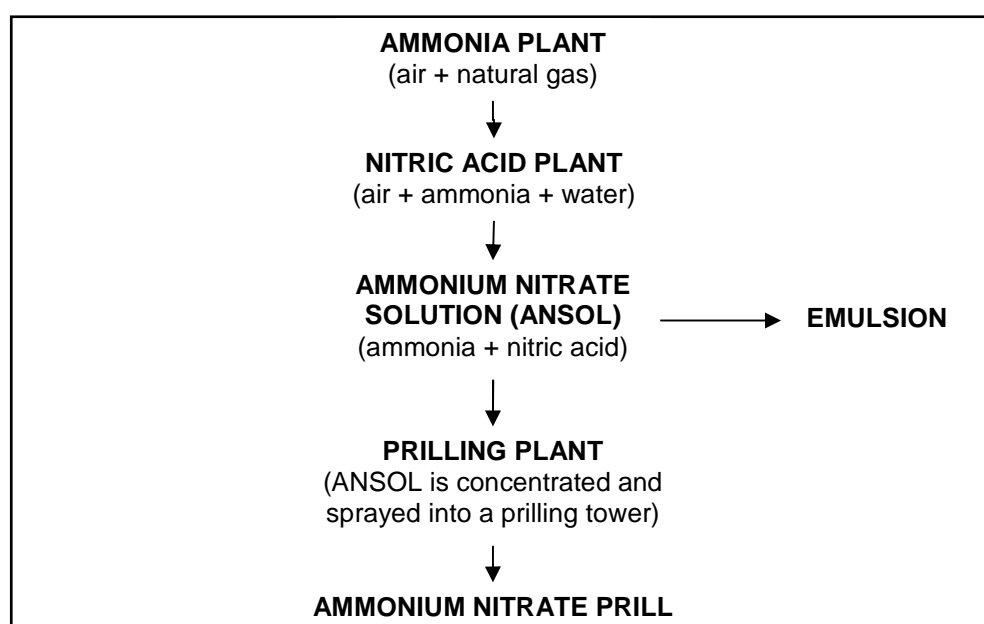 AMMONIA PLANT
(air + natural gas)
NITRIC ACID PLANT
(air + ammonia + water)
AMMONIUM NITRATE
SOLUTION (ANSOL)
(ammonia + nitric acid)
EMULSION
PRILLING PLANT
(ANSOL is concentrated and
sprayed into a prilling tower)
AMMONIUM NITRATE PRILL